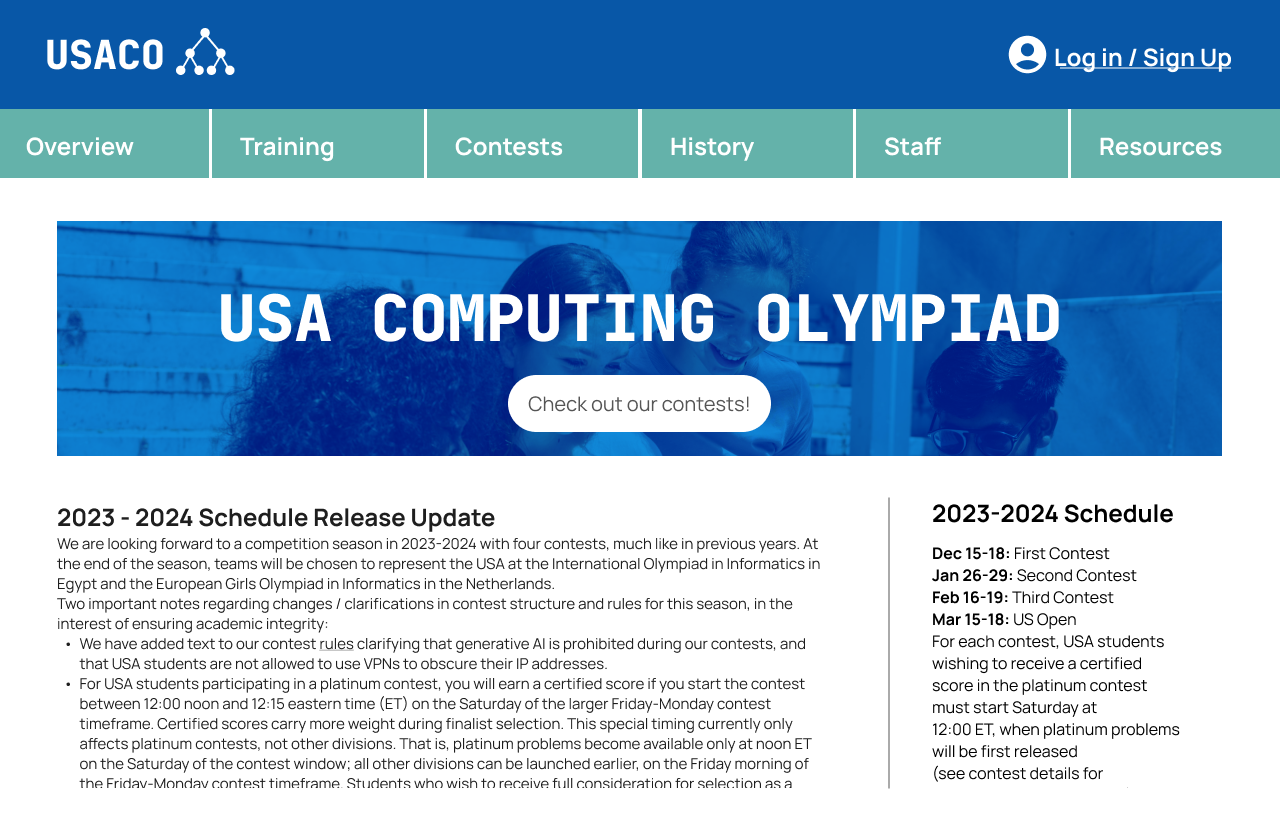 USACO
Log in / Sign Up
Overview
Training
Contests
History
Staff
Resources
USA COMPUTING OLYMPIAD
Check out our contests!
2023 - 2024 Schedule Release Update
We are looking forward to a competition season in 2023-2024 with four contests, much like in previous years. At
the end of the season, teams will be chosen to represent the USA at the International Olympiad in Informatics in
Egypt and the European Girls Olympiad in Informatics in the Netherlands.
Two important notes regarding changes / clarifications in contest structure and rules for this season, in the
interest of ensuring academic integrity:
• We have added text to our contest rules clarifying that generative AI is prohibited during our contests, and
that USA students are not allowed to use VPNs to obscure their IP addresses.
• For USA students participating in a platinum contest, you will earn a certified score if you start the contest
between 12:00 noon and 12:15 eastern time (ET) on the Saturday of the larger Friday-Monday contest
timeframe. Certified scores carry more weight during finalist selection. This special timing currently only
affects platinum contests, not other divisions. That is, platinum problems become available only at noon ET
on the Saturday of the contest window; all other divisions can be launched earlier, on the Friday morning of
the Friday-Monday contest timeframe. Students who wish to receive full consideration for selection as a
2023-2024 Schedule
Dec 15-18: First Contest
Jan 26-29: Second Contest
Feb 16-19: Third Contest
Mar 15-18: US Open
For each contest, USA students
wishing to receive a certified
score in the platinum contest
must start Saturday at
12:00 ET, when platinum problems
will be first released
(see contest details for